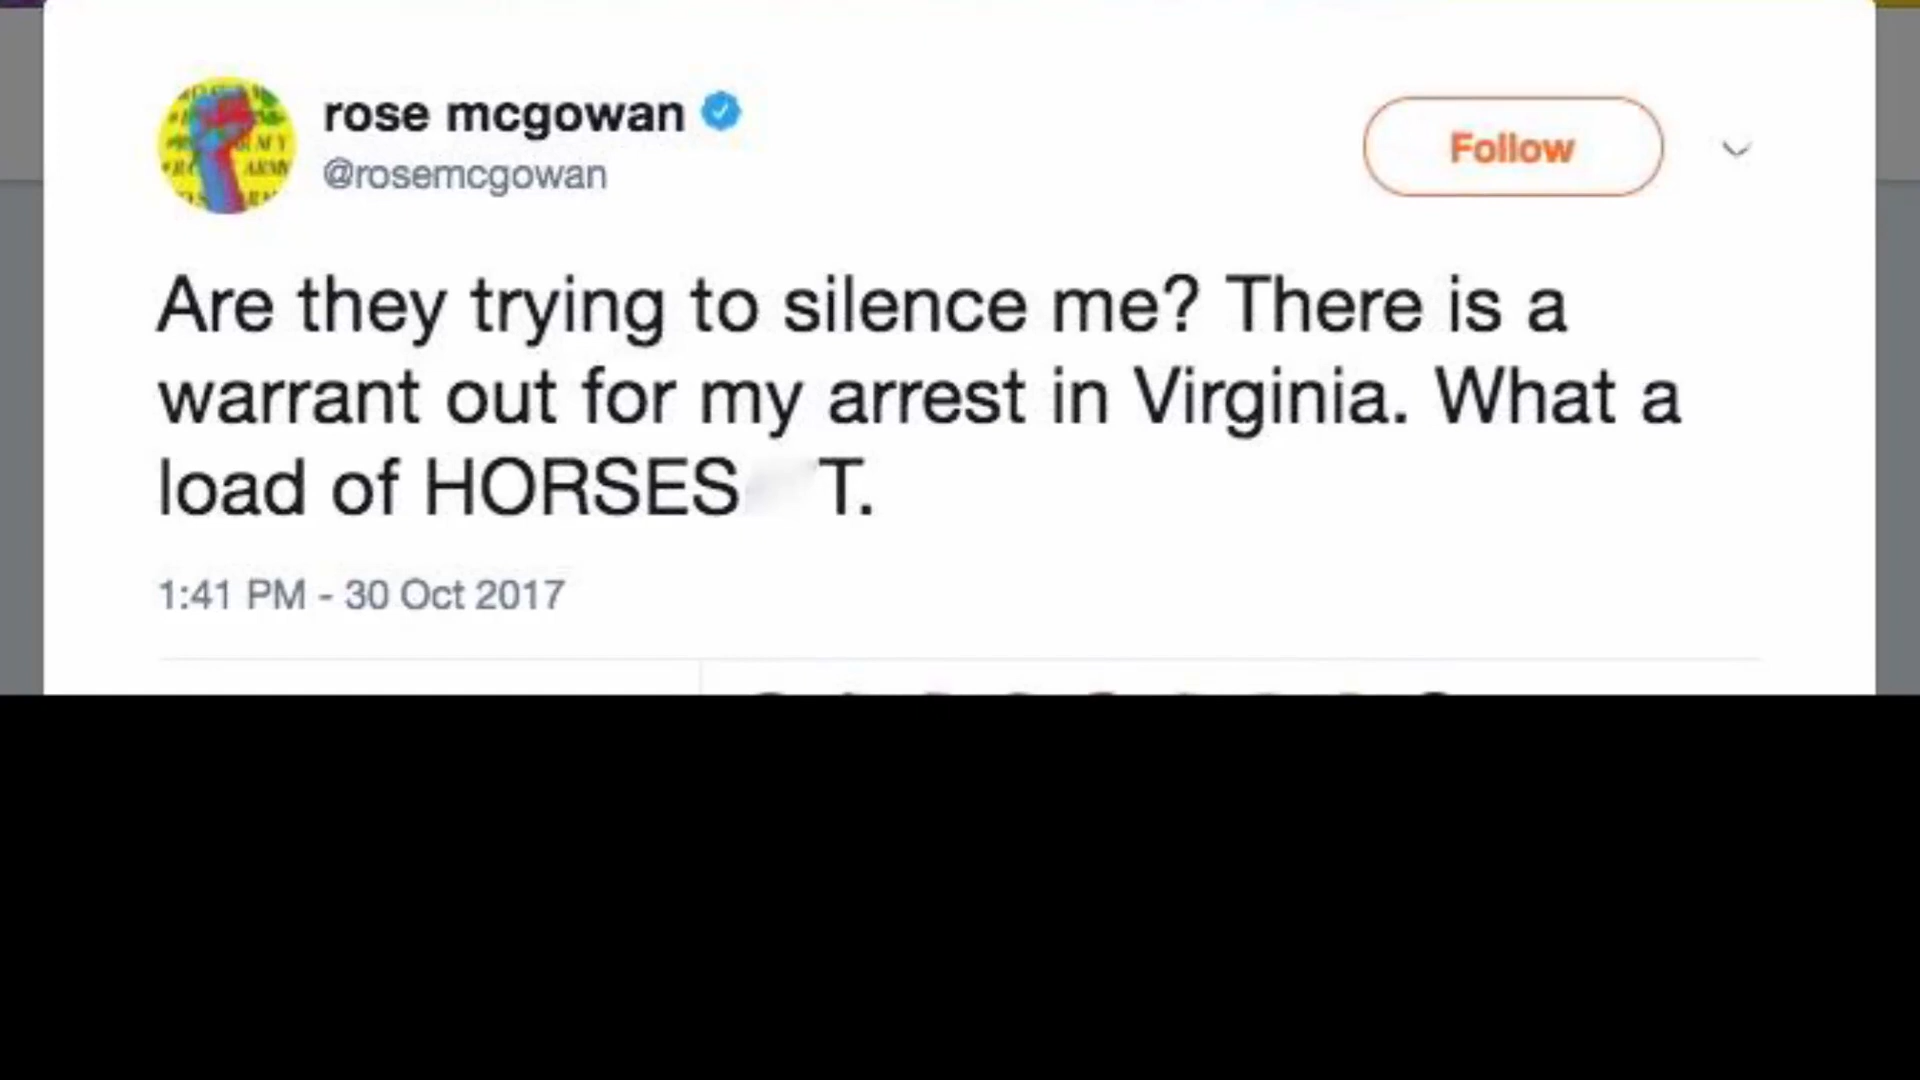 rose mcgowan
@rosemcgowan
Follow
Are they trying to silence me? There is a
warrant out for my arrest in Virginia. What a
load of HORSES T.
1:41 PM - 30 Oct 2017